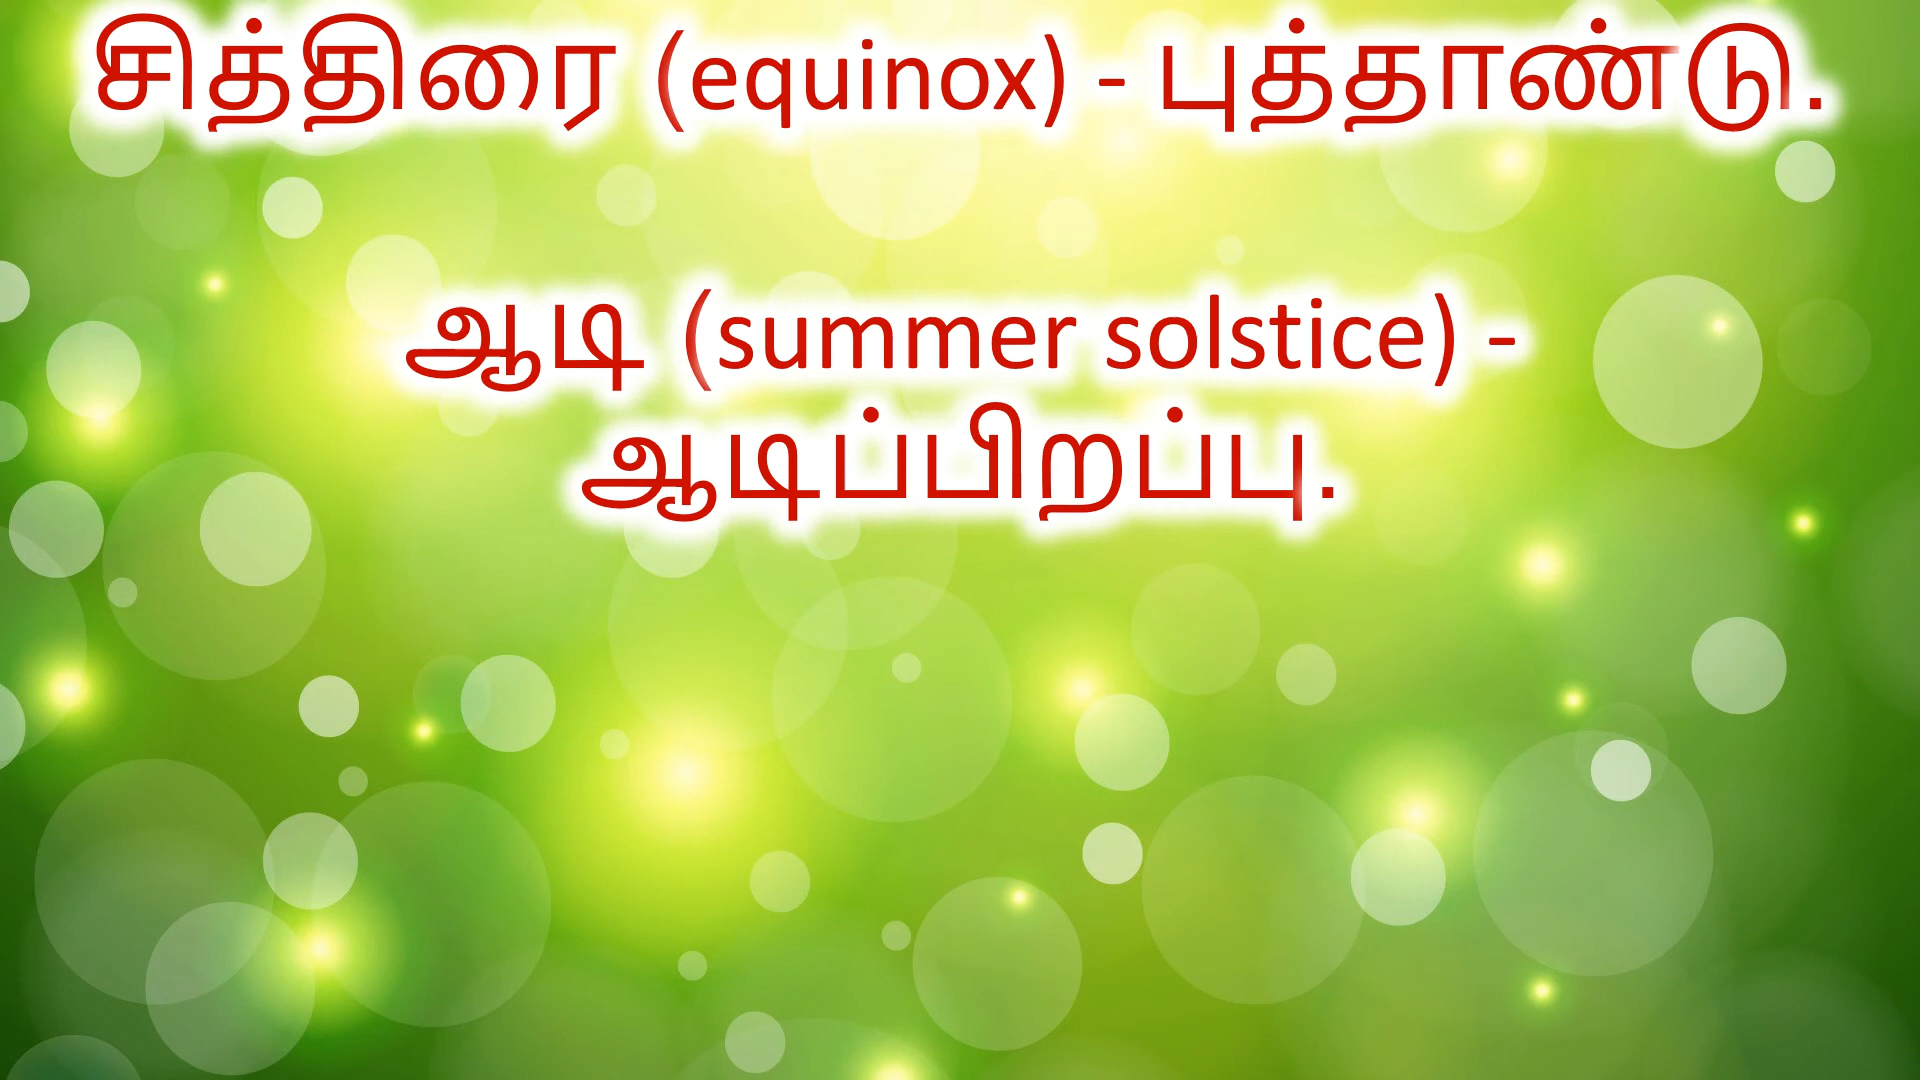 சித்திரை (equinox) - புத்தாண்டு.
ஆடி (summer solstice) -
ஆடிப்பிறப்பு.